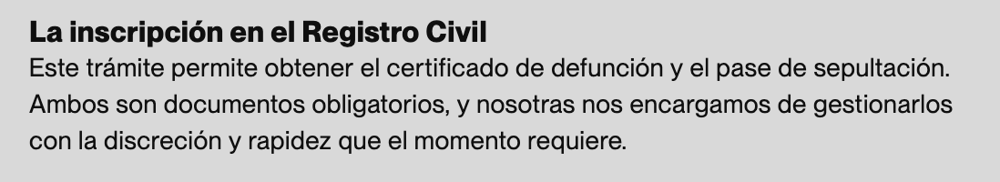 La inscripción en el Registro Civil
Este trámite permite obtener el certificado de defunción y el pase de sepultación.
Ambos son documentos obligatorios, y nosotras nos encargamos de gestionarlos
con la discreción y rapidez que el momento requiere.